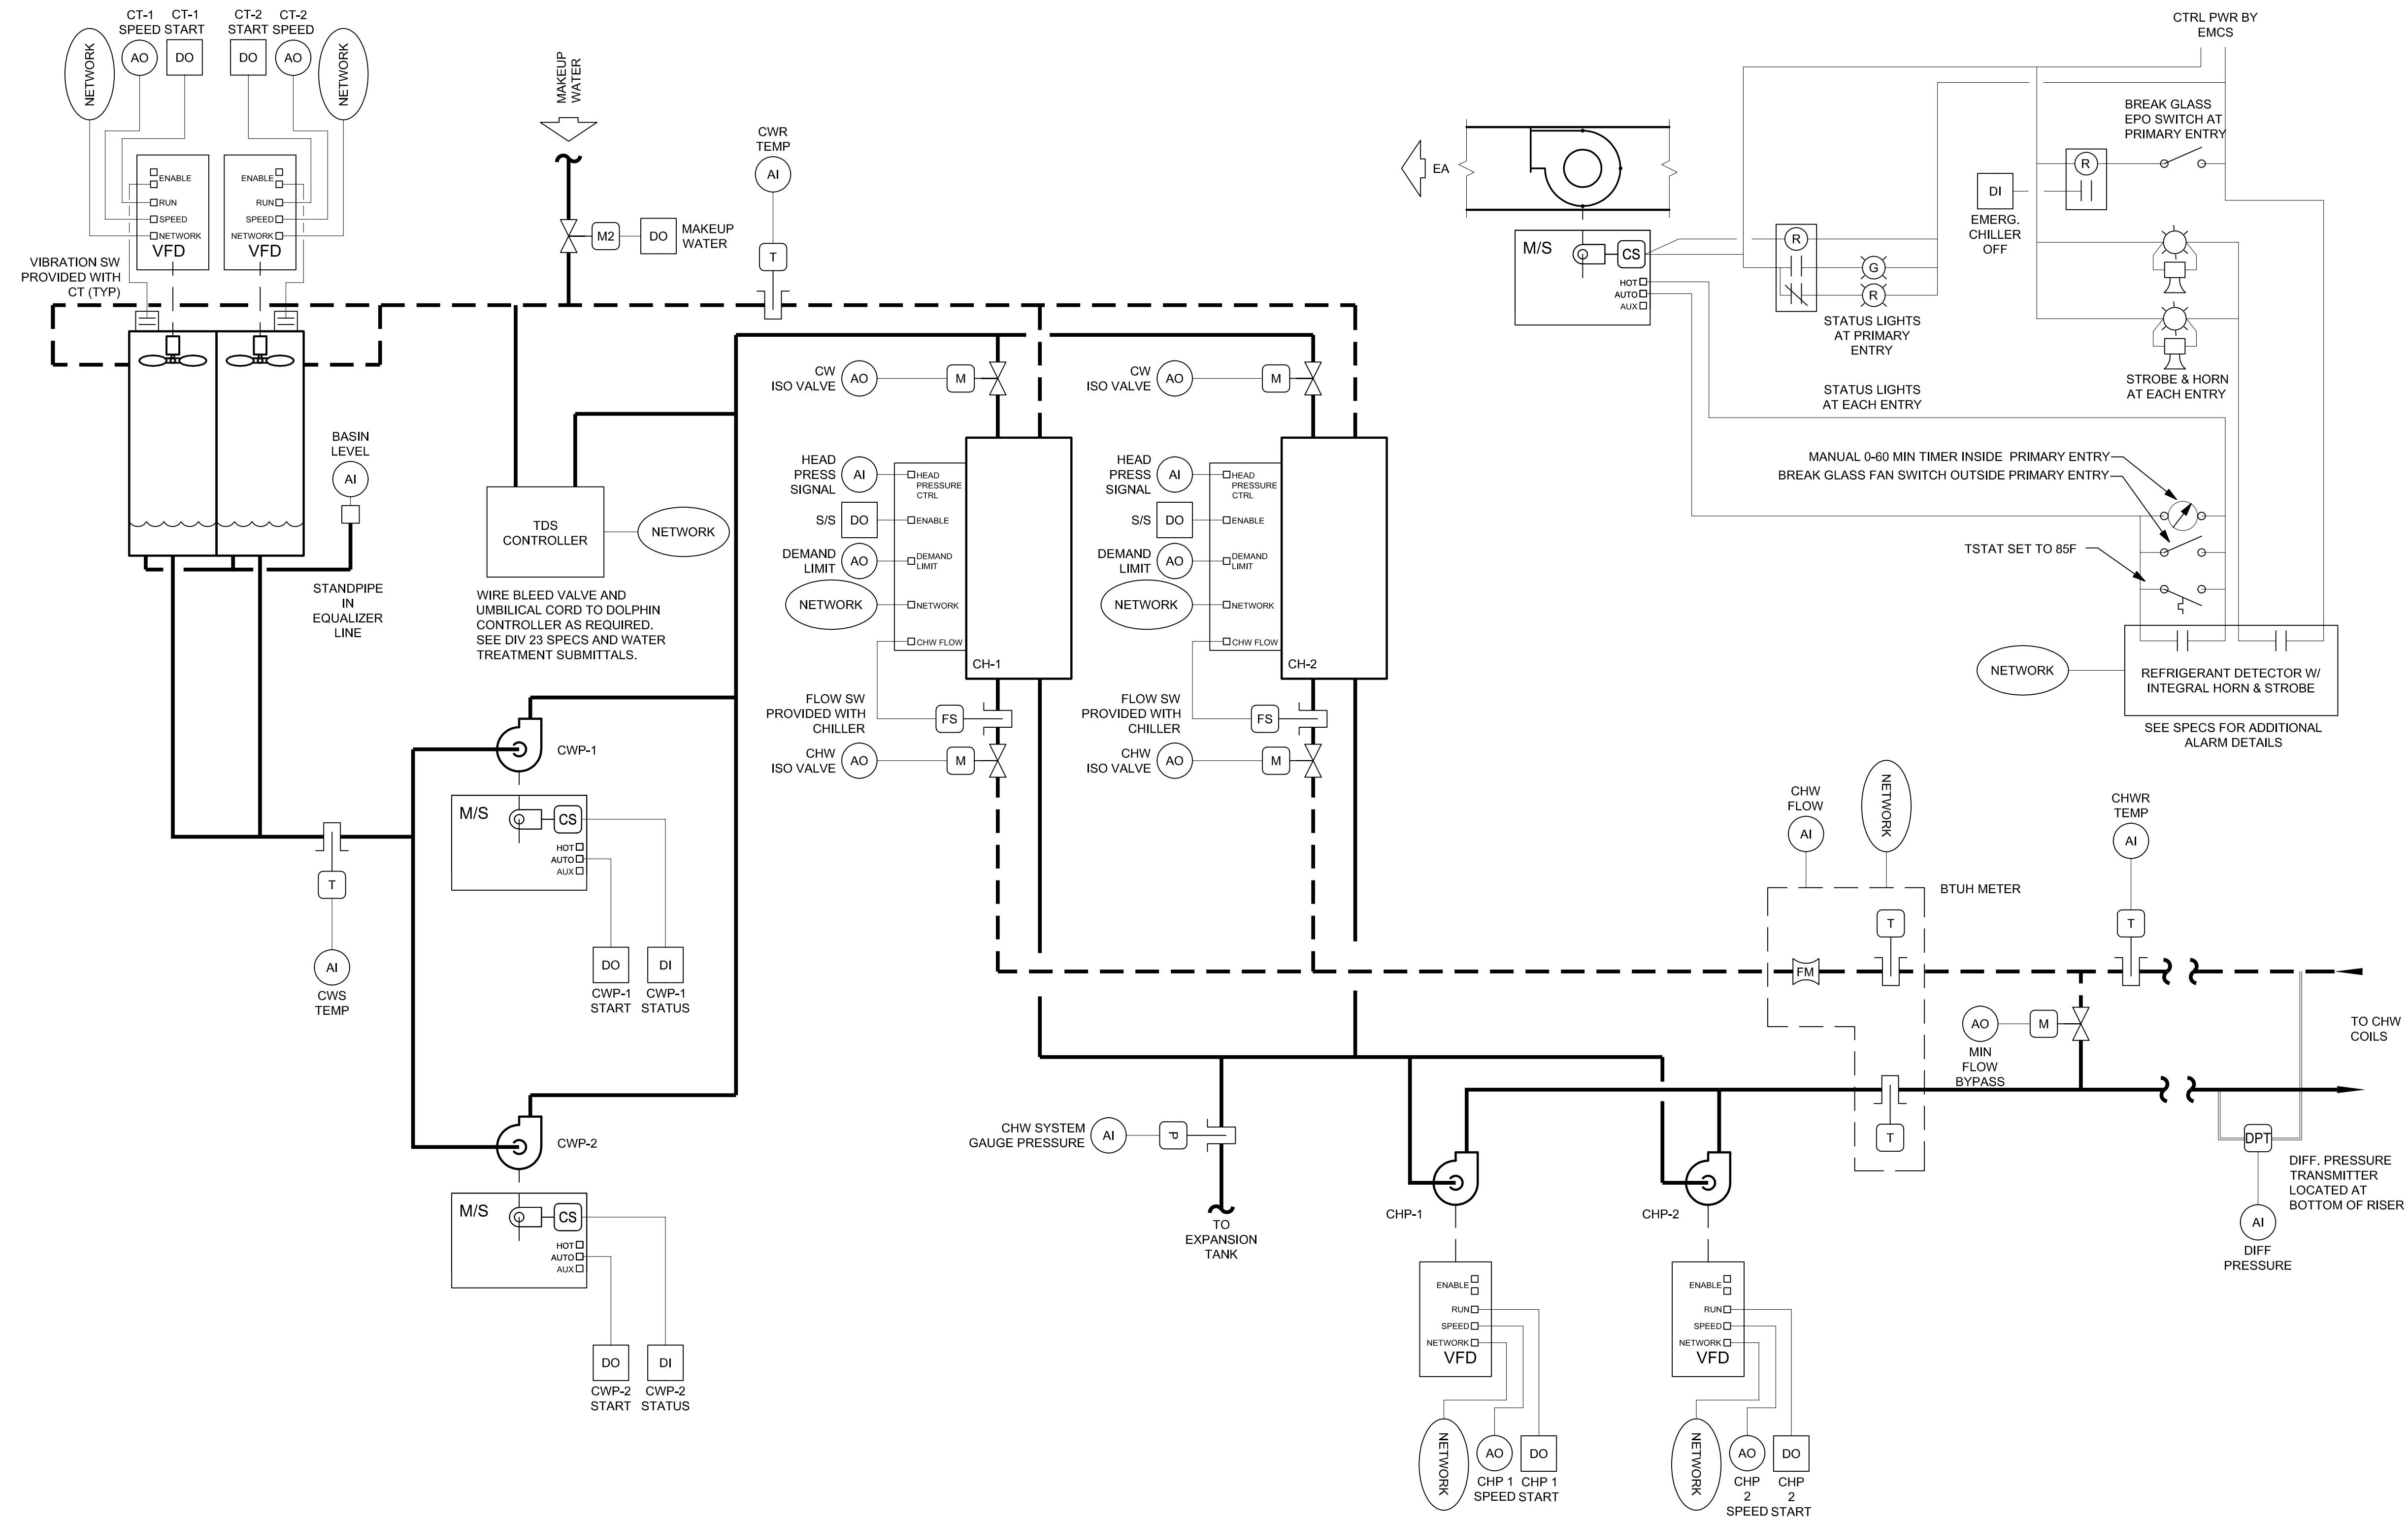 CT-1
SPEED
CT-1
START
CT-2
START
CT-2
SPEED
NETWORK
AO
DO
DO
AO
NETWORK
ENABLE
RUN
SPEED
NETWORK
VFD
ENABLE
RUN
SPEED
NETWORK
VFD
VIBRATION SW
PROVIDED WITH
CT (TYP)
BASIN
LEVEL
AI
STANDPIPE
IN
EQUALIZER
LINE
MAKEUP
WATER
M2
DO
MAKEUP
WATER
CWR
TEMP
AI
T
TDS
CONTROLLER
NETWORK
WIRE BLEED VALVE AND
UMBILICAL CORD TO DOLPHIN
CONTROLLER AS REQUIRED.
SEE DIV 23 SPECS AND WATER
TREATMENT SUBMITTALS.
CW
ISO VALVE
AO
M
HEAD
PRESS
SIGNAL
AI
HEAD
PRESSURE
CTRL
S/S
DO
ENABLE
DEMAND
LIMIT
AO
DEMAND
LIMIT
NETWORK
NETWORK
CHW FLOW
CH-1
FLOW SW
PROVIDED WITH
CHILLER
FS
CHW
ISO VALVE
AO
M
CW
ISO VALVE
AO
M
HEAD
PRESS
SIGNAL
AI
HEAD
PRESSURE
CTRL
S/S
DO
ENABLE
DEMAND
LIMIT
AO
DEMAND
LIMIT
NETWORK
NETWORK
CHW FLOW
CH-2
FLOW SW
PROVIDED WITH
CHILLER
FS
CHW
ISO VALVE
AO
M
CTRL PWR BY
EMCS
BREAK GLASS
EPO SWITCH AT
PRIMARY ENTRY
R
DI
EMERG.
CHILLER
OFF
EA
M/S
CS
HOT
AUTO
AUX
R
G
R
STATUS LIGHTS
AT PRIMARY
ENTRY
STROBE & HORN
AT EACH ENTRY
STATUS LIGHTS
AT EACH ENTRY
MANUAL 0-60 MIN TIMER INSIDE PRIMARY ENTRY
BREAK GLASS FAN SWITCH OUTSIDE PRIMARY ENTRY
TSTAT SET TO 85F
NETWORK
REFRIGERANT DETECTOR W/
INTEGRAL HORN & STROBE
SEE SPECS FOR ADDITIONAL
ALARM DETAILS
CWP-1
M/S
CS
HOT
AUTO
AUX
DO
DI
CWP-1
START
CWP-1
STATUS
T
AI
CWS
TEMP
CWP-2
M/S
CS
HOT
AUTO
AUX
DO
DI
CWP-2
START
CWP-2
STATUS
CHW
FLOW
AI
NETWORK
BTUH METER
T
FM
T
CHWR
TEMP
AI
T
AO
M
MIN
FLOW
BYPASS
TO CHW
COILS
DPT
DIFF. PRESSURE
TRANSMITTER
LOCATED AT
BOTTOM OF RISER
AI
DIFF
PRESSURE
CHW SYSTEM
GAUGE PRESSURE
AI
P
TO
EXPANSION
TANK
CHP-1
ENABLE
RUN
SPEED
NETWORK
VFD
NETWORK
AO
DO
CHP 1
SPEED
CHP 1
START
CHP-2
ENABLE
RUN
SPEED
NETWORK
VFD
NETWORK
AO
DO
CHP
2
SPEED
CHP
2
START